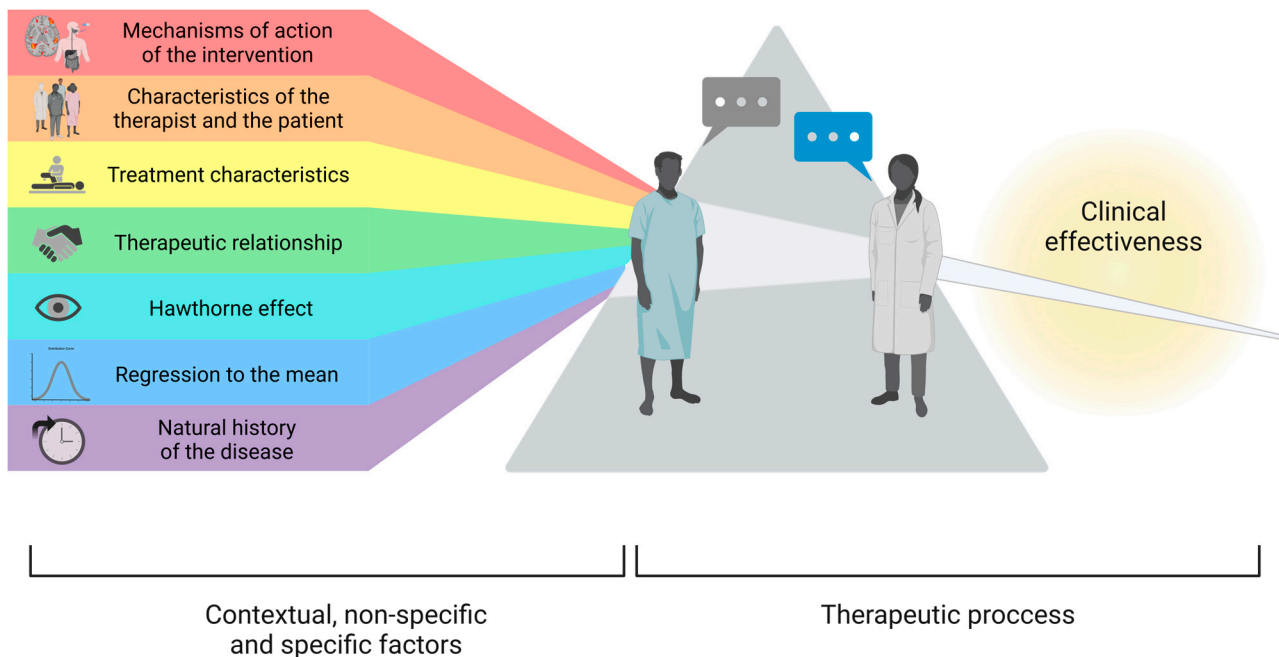 Mechanisms of action
of the intervention
Characteristics of the
therapist and the patient
Treatment characteristics
Therapeutic relationship
Hawthorne effect
Regression to the mean
Natural history
of the disease
Clinical
effectiveness
Contextual, non-specific
and specific factors
Therapeutic proccess